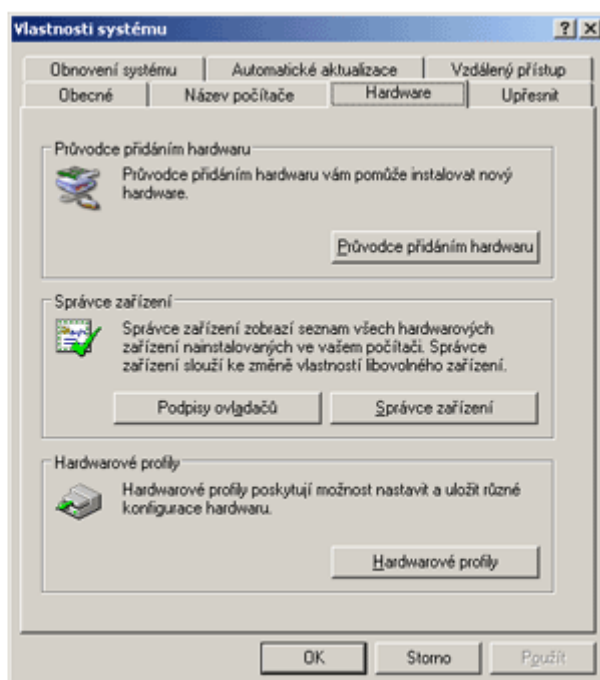 Vlastnosti systému
Obnovení systému Automatické aktualizace Vzdálený přístup
Obecné Název počítače Hardware Upřesnit
Průvodce přidáním hardwaru
Průvodce přidáním hardwaru vám pomůže instalovat nový
hardware.
Průvodce přidáním hardwaru
Správce zařízení
Správce zařízení zobrazí seznam všech hardwarových
zařízení nainstalovaných ve vašem počítači. Správce
zařízení slouží ke změně vlastností libovolného zařízení.
Podpisy ovladačů Správce zařízení
Hardwarové profily
Hardwarové profily poskytují možnost nastavit a uložit různé
konfigurace hardwaru.
Hardwarové profily
OK Storno Použít